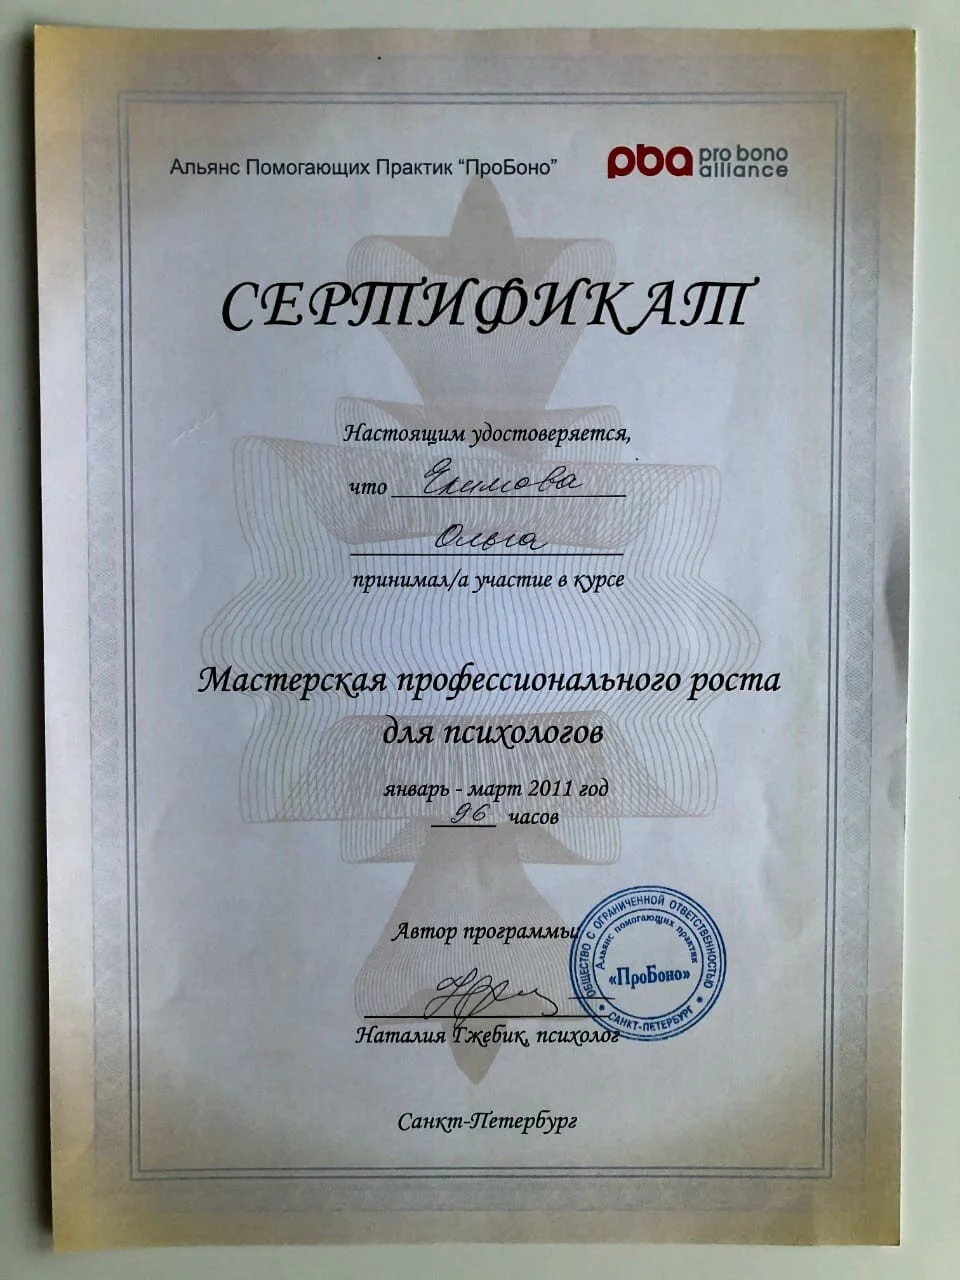 Альянс Помогающих Практик "ПроБоно"
pba pro bono alliance
СЕРТИФИКАТ
Настоящим удостоверяется,
что Екимова
Ольга
принимал/а участие в курсе
Мастерская профессионального роста
для психологов
январь - март 2011 год
96 часов
Автор программы
Наталия Гжебик, психолог
ОБЩЕСТВО С ОГРАНИЧЕННОЙ ОТВЕТСТВЕННОСТЬЮ
Альянс помогающих практик
«ПроБоно»
* САНКТ-ПЕТЕРБУРГ *
Санкт-Петербург